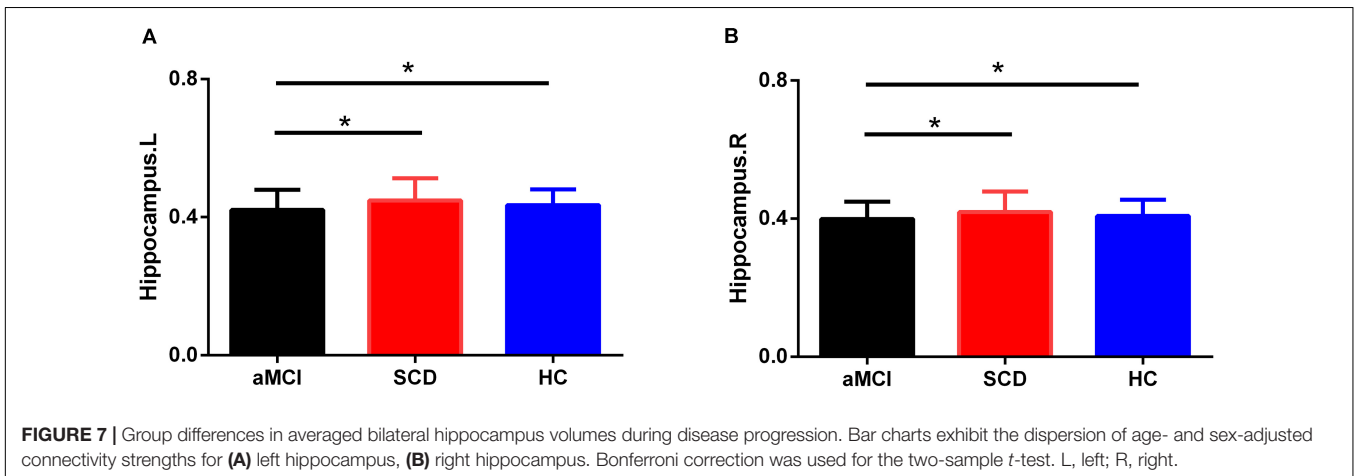 A
*
*
0.8
0.4
0.0
Hippocampus.L
aMCI SCD HC
B
*
*
0.8
0.4
0.0
Hippocampus.R
aMCI SCD HC
FIGURE 7 | Group differences in averaged bilateral hippocampus volumes during disease progression. Bar charts exhibit the dispersion of age- and sex-adjusted
connectivity strengths for (A) left hippocampus, (B) right hippocampus. Bonferroni correction was used for the two-sample t-test. L, left; R, right.